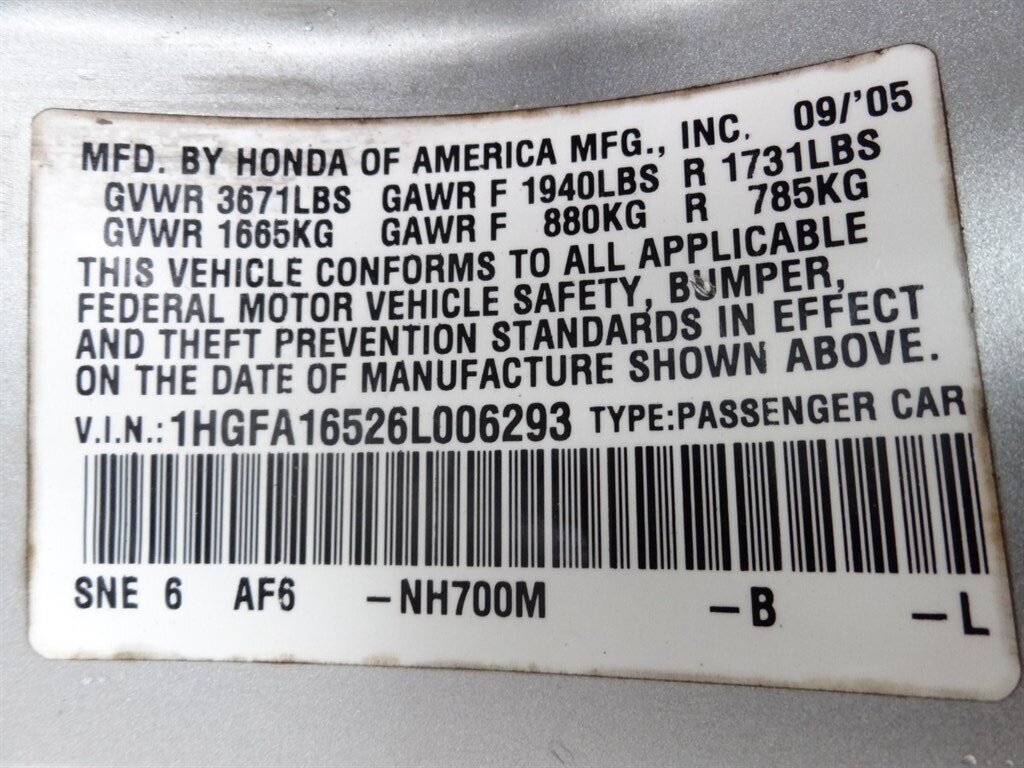 MFD. BY HONDA OF AMERICA MFG., INC. 09/'05
GVWR 3671LBS GAWR F 1940LBS R 1731LBS
GVWR 1665KG GAWR F 880KG R 785KG
THIS VEHICLE CONFORMS TO ALL APPLICABLE
FEDERAL MOTOR VEHICLE SAFETY, BUMPER,
AND THEFT PREVENTION STANDARDS IN EFFECT
ON THE DATE OF MANUFACTURE SHOWN ABOVE.
V.I.N.: 1HGFA16526L006293 TYPE:PASSENGER CAR
SNE 6 AF6 -NH700M -B -L